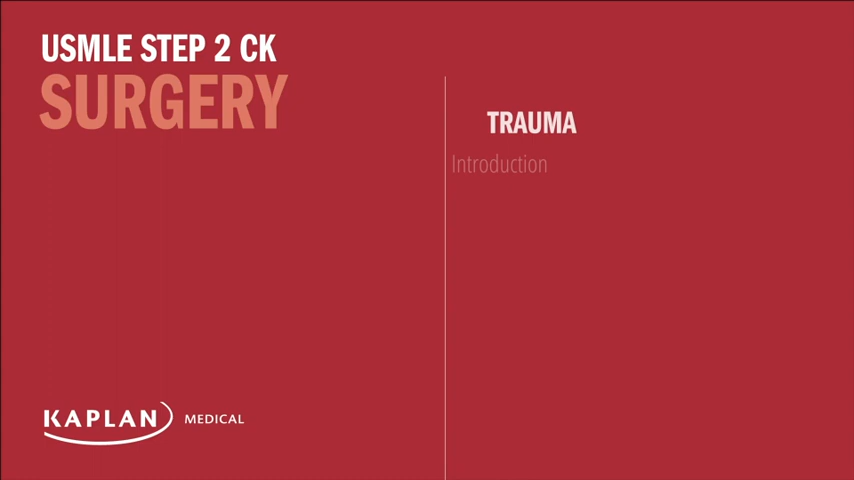 USMLE STEP 2 CK
SURGERY
TRAUMA
Introduction
KAPLAN MEDICAL